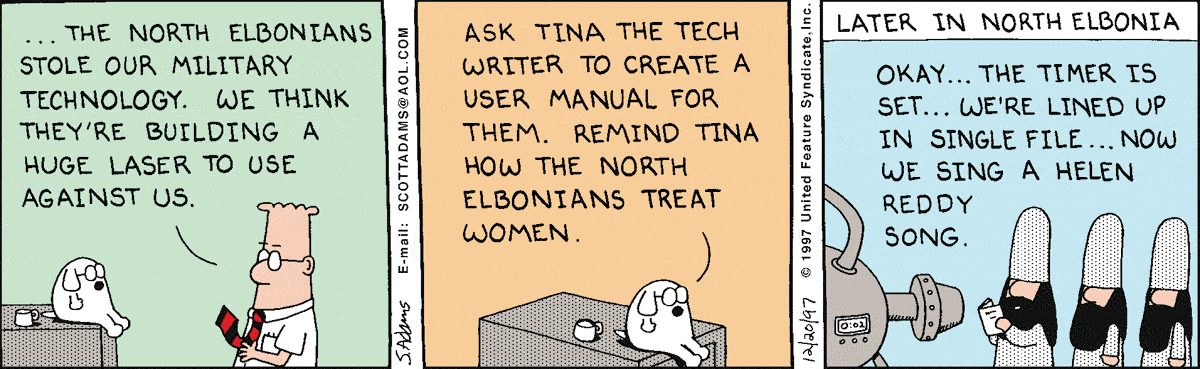 ... THE NORTH ELBONIANS
STOLE OUR MILITARY
TECHNOLOGY. WE THINK
THEY'RE BUILDING A
HUGE LASER TO USE
AGAINST US.
E-mail: SCOTTADAMS@AOL.COM
S.Adams
ASK TINA THE TECH
WRITER TO CREATE A
USER MANUAL FOR
THEM. REMIND TINA
HOW THE NORTH
ELBONIANS TREAT
WOMEN.
12/20/97 © 1997 United Feature Syndicate, Inc.
LATER IN NORTH ELBONIA
OKAY... THE TIMER IS
SET... WE'RE LINED UP
IN SINGLE FILE... NOW
WE SING A HELEN
REDDY
SONG.
0:02